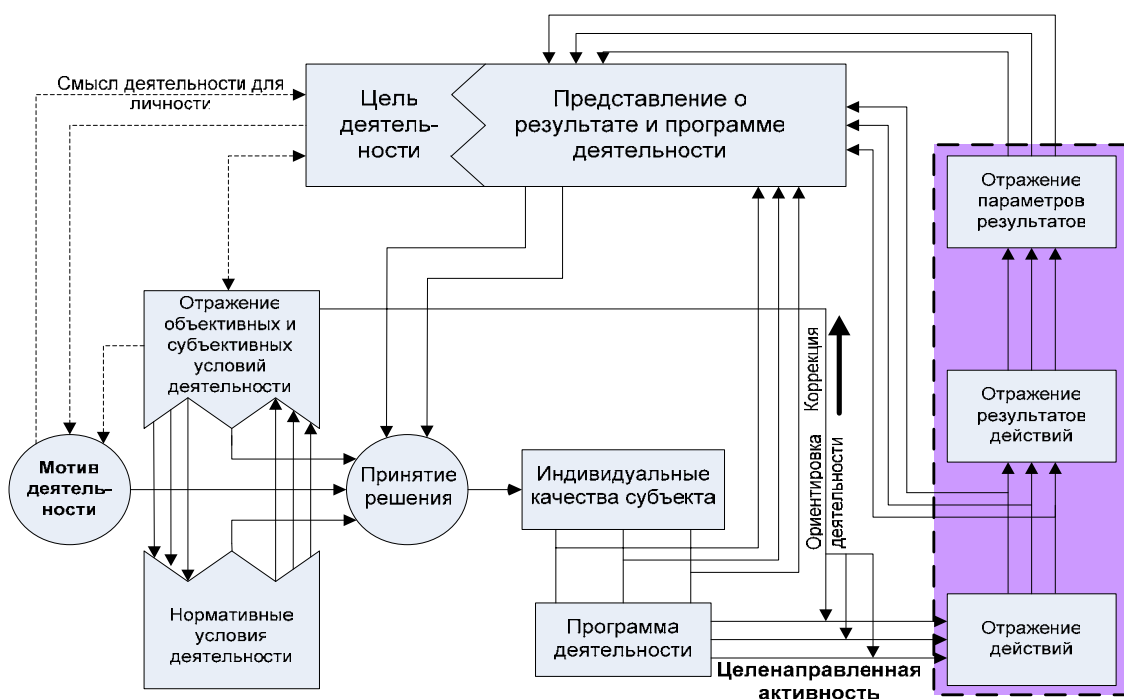 Смысл деятельности для
личности
Цель
деятель-
ности
Представление о
результате и программе
деятельности
Отражение
параметров
результатов
Отражение
объективных и
субъективных
условий
деятельности
Коррекция
Отражение
результатов
действий
Мотив
деятель-
ности
Принятие
решения
Индивидуальные
качества субъекта
Ориентировка
деятельности
Нормативные
условия
деятельности
Программа
деятельности
Отражение
действий
Целенаправленная
активность